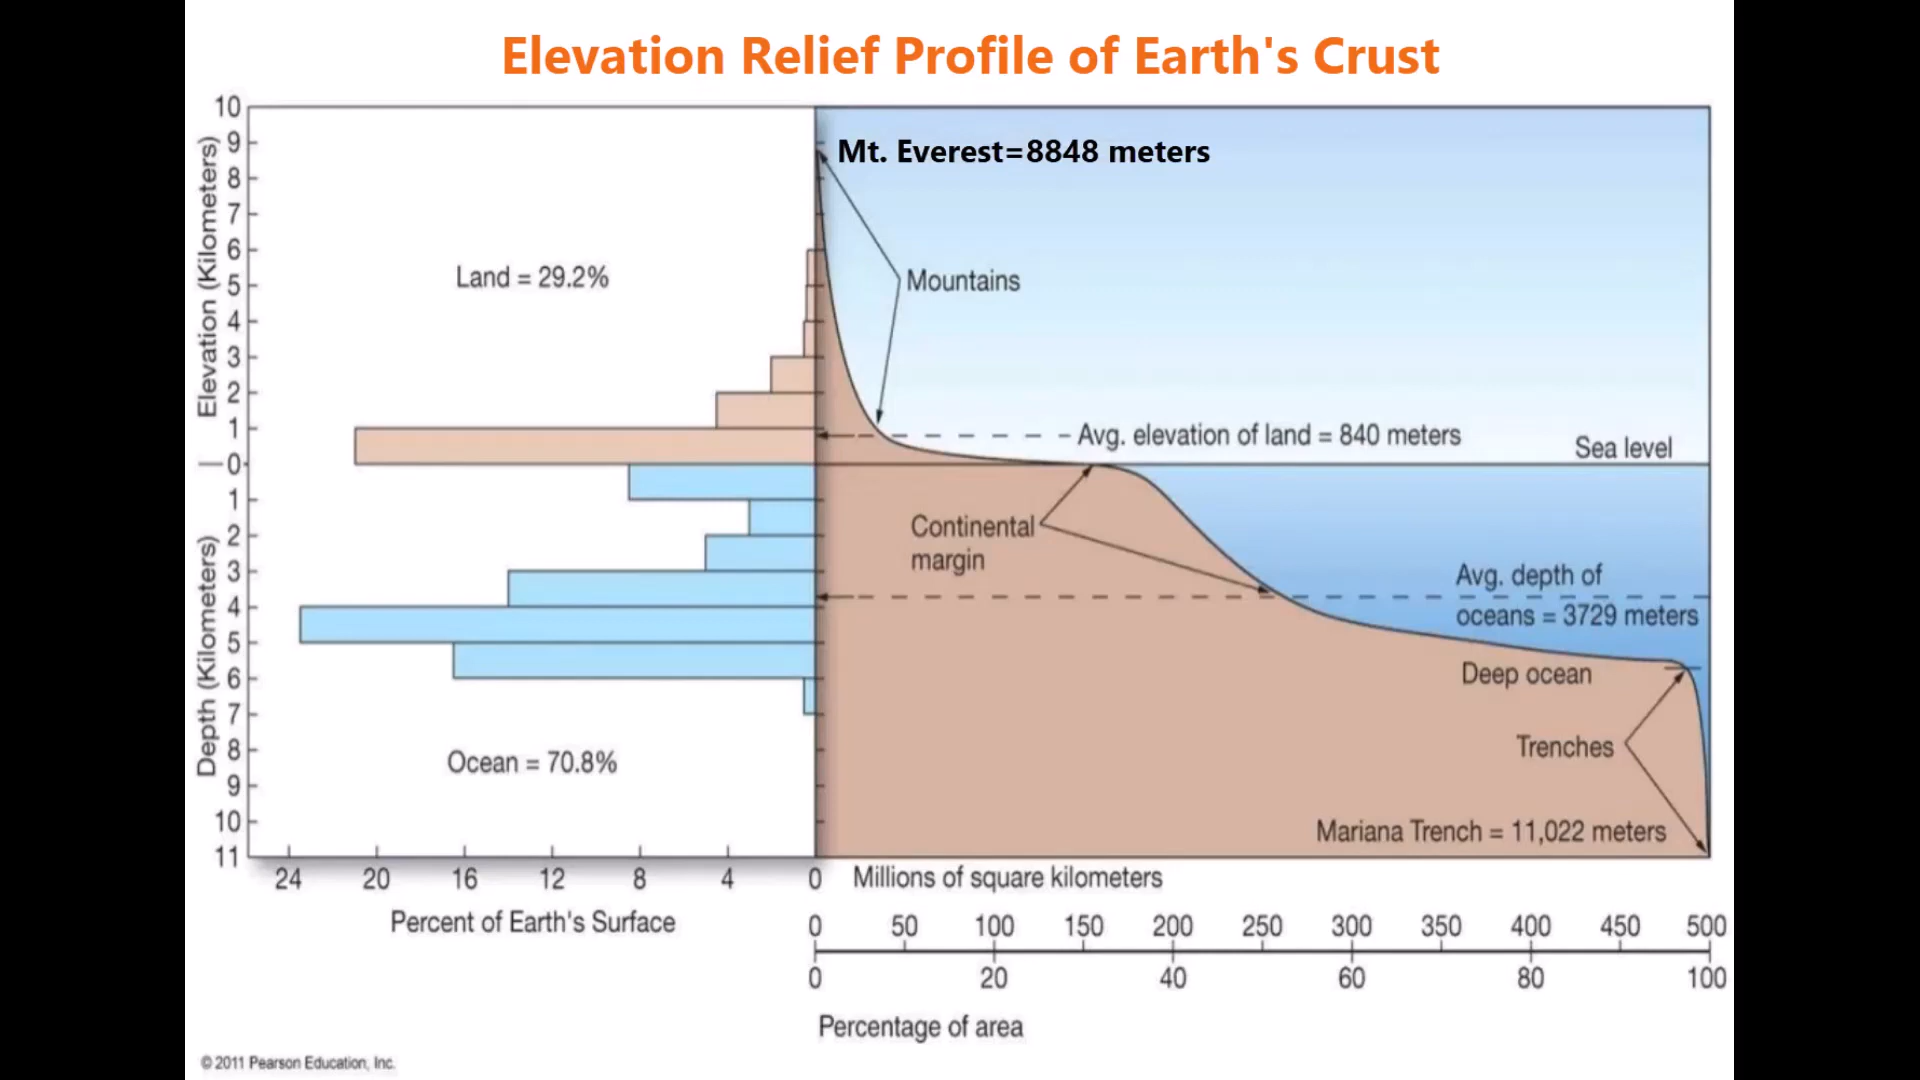 Elevation Relief Profile of Earth's Crust
10
9
8
7
6
5
4
3
2
1
0
1
2
3
4
5
6
7
8
9
10
11
Elevation (Kilometers)
Depth (Kilometers)
Land = 29.2%
Ocean = 70.8%
24 20 16 12 8 4 0
Percent of Earth's Surface
Mt. Everest=8848 meters
Mountains
Avg. elevation of land = 840 meters
Sea level
Continental
margin
Avg. depth of
oceans = 3729 meters
Deep ocean
Trenches
Mariana Trench = 11,022 meters
Millions of square kilometers
0 50 100 150 200 250 300 350 400 450 500
0 20 40 60 80 100
Percentage of area
© 2011 Pearson Education, Inc.